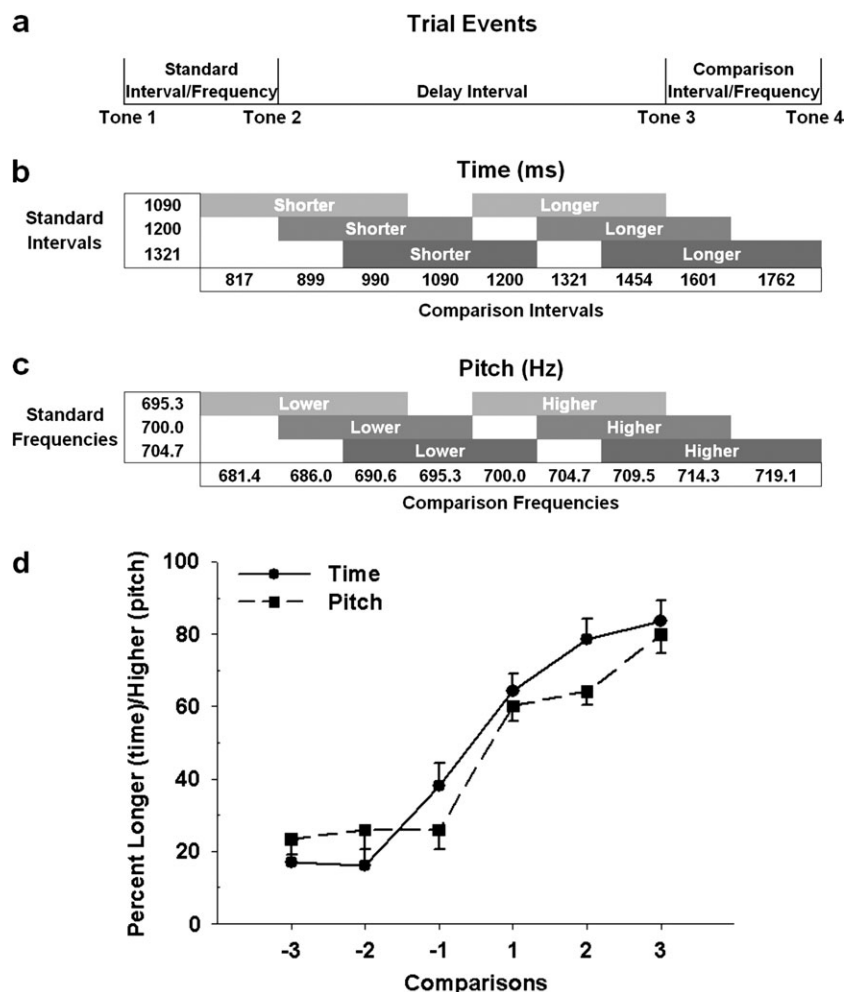 a
Trial Events
Standard Interval/Frequency
Delay Interval
Comparison Interval/Frequency
Tone 1 Tone 2 Tone 3 Tone 4
b
Time (ms)
Standard Intervals
1090 Shorter Longer
1200 Shorter Longer
1321 Shorter Longer
817 899 990 1090 1200 1321 1454 1601 1762
Comparison Intervals
c
Pitch (Hz)
Standard Frequencies
695.3 Lower Higher
700.0 Lower Higher
704.7 Lower Higher
681.4 686.0 690.6 695.3 700.0 704.7 709.5 714.3 719.1
Comparison Frequencies
d
Percent Longer (time)/Higher (pitch)
100
80
60
40
20
0
Time
Pitch
-3 -2 -1 1 2 3
Comparisons